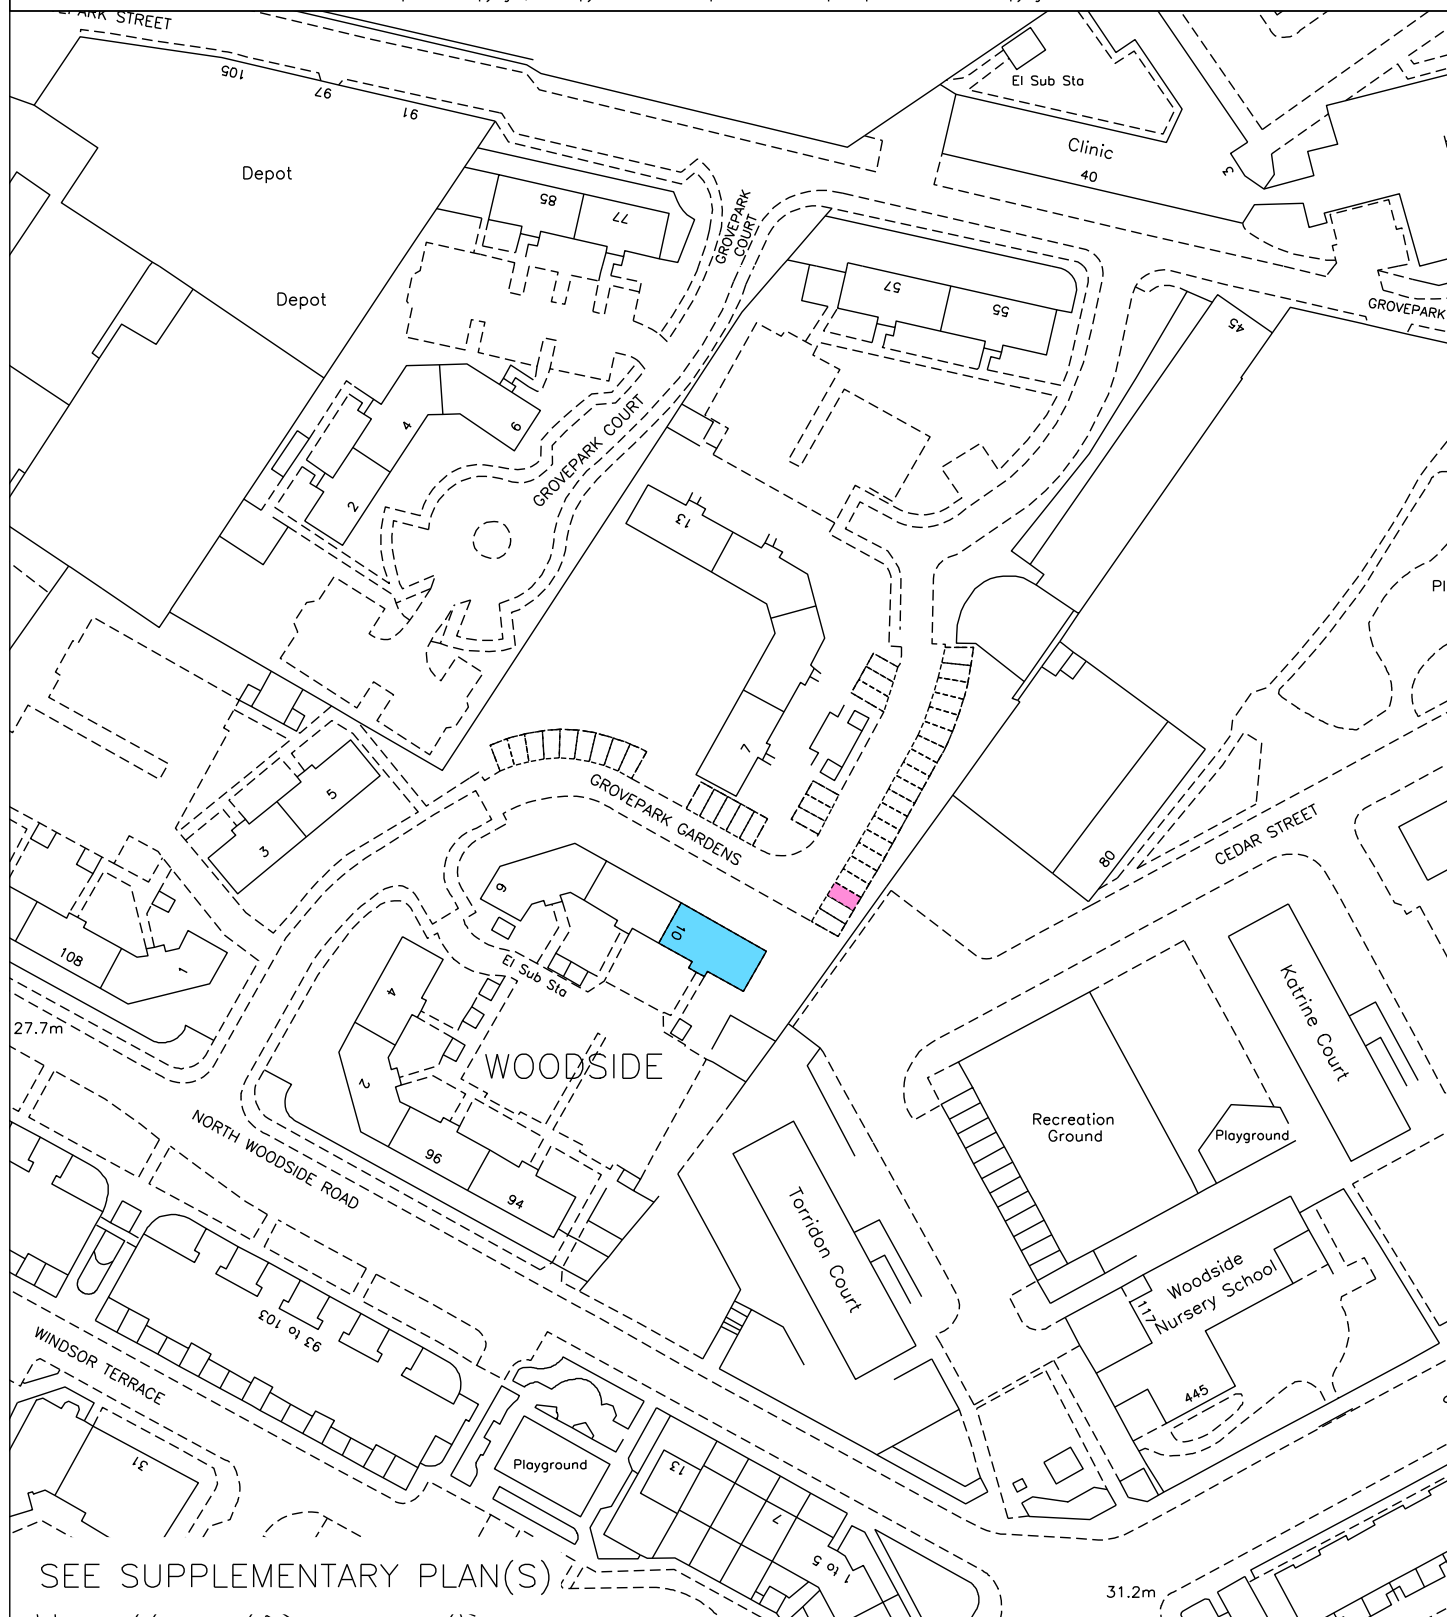 PARK STREET
105
97
91
El Sub Sta
Clinic
40
3
Depot
85
77
GROVEPARK
COURT
Depot
57
55
45
GROVEPARK
4
6
2
GROVEPARK COURT
13
Pl
7
5
3
GROVEPARK GARDENS
CEDAR STREET
80
6
10
108
1
El Sub Sta
4
27.7m
WOODSIDE
2
Katrine Court
Recreation
Ground
Playground
NORTH WOODSIDE ROAD
96
94
Torridon Court
Woodside
Nursery School
117
93 to 103
WINDSOR TERRACE
445
31
Playground
13
7
1 to 5
SEE SUPPLEMENTARY PLAN(S)
31.2m